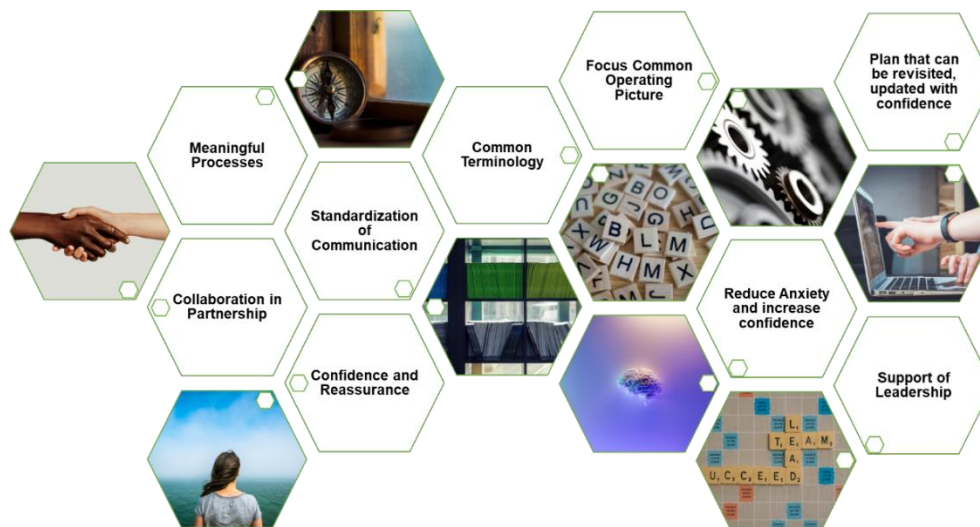 Meaningful
Processes
Collaboration in
Partnership
Standardization
of
Communication
Confidence and
Reassurance
Common
Terminology
Focus Common
Operating
Picture
Reduce Anxiety
and increase
confidence
Plan that can
be revisited,
updated with
confidence
Support of
Leadership
B O
L
G
U
J
D
B L M
W
H M X
J
L
T E A M
A
U C C E E D